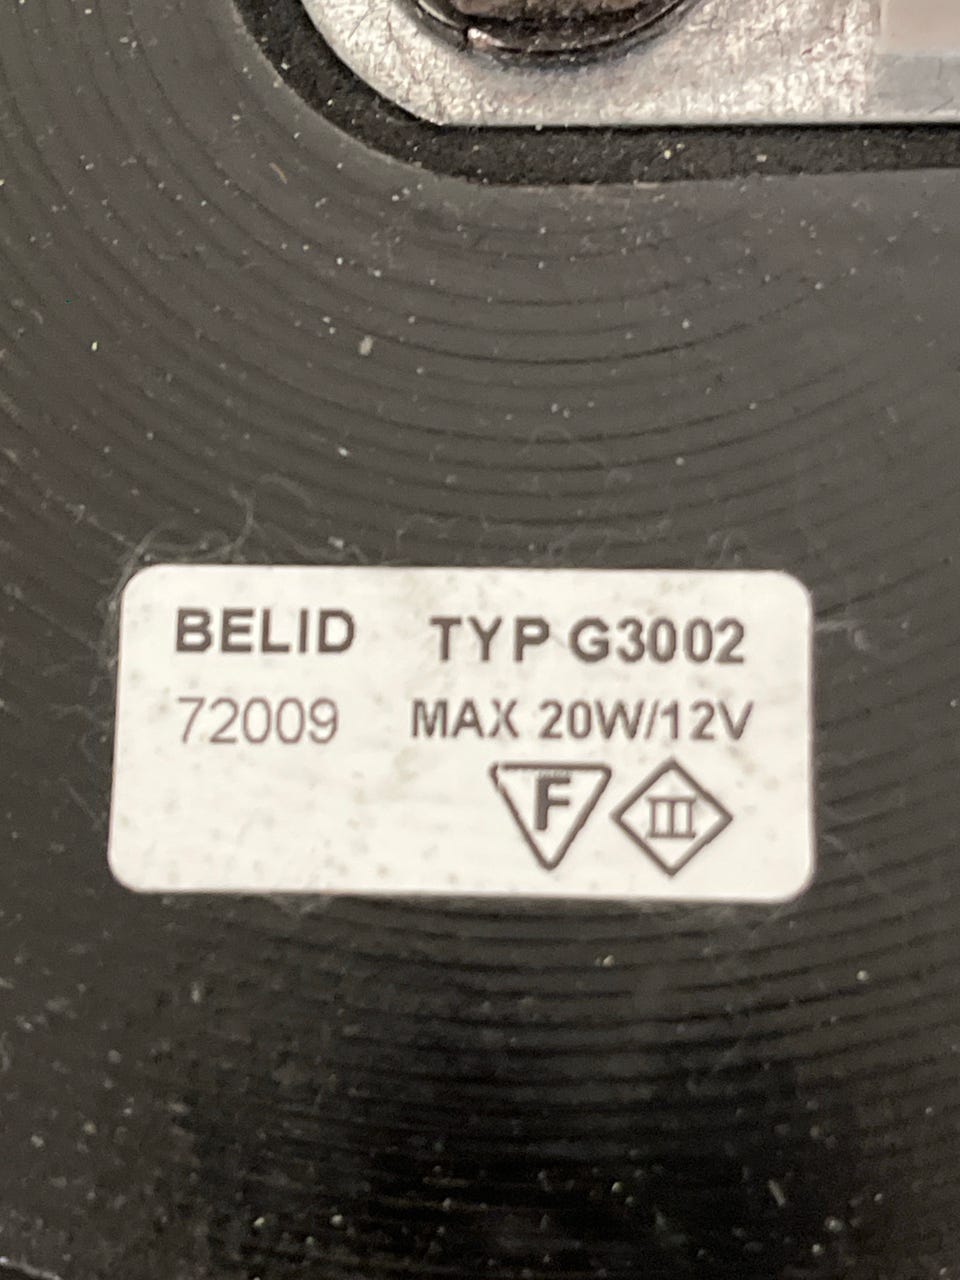 BELID TYP G3002
72009 MAX 20W/12V
F III